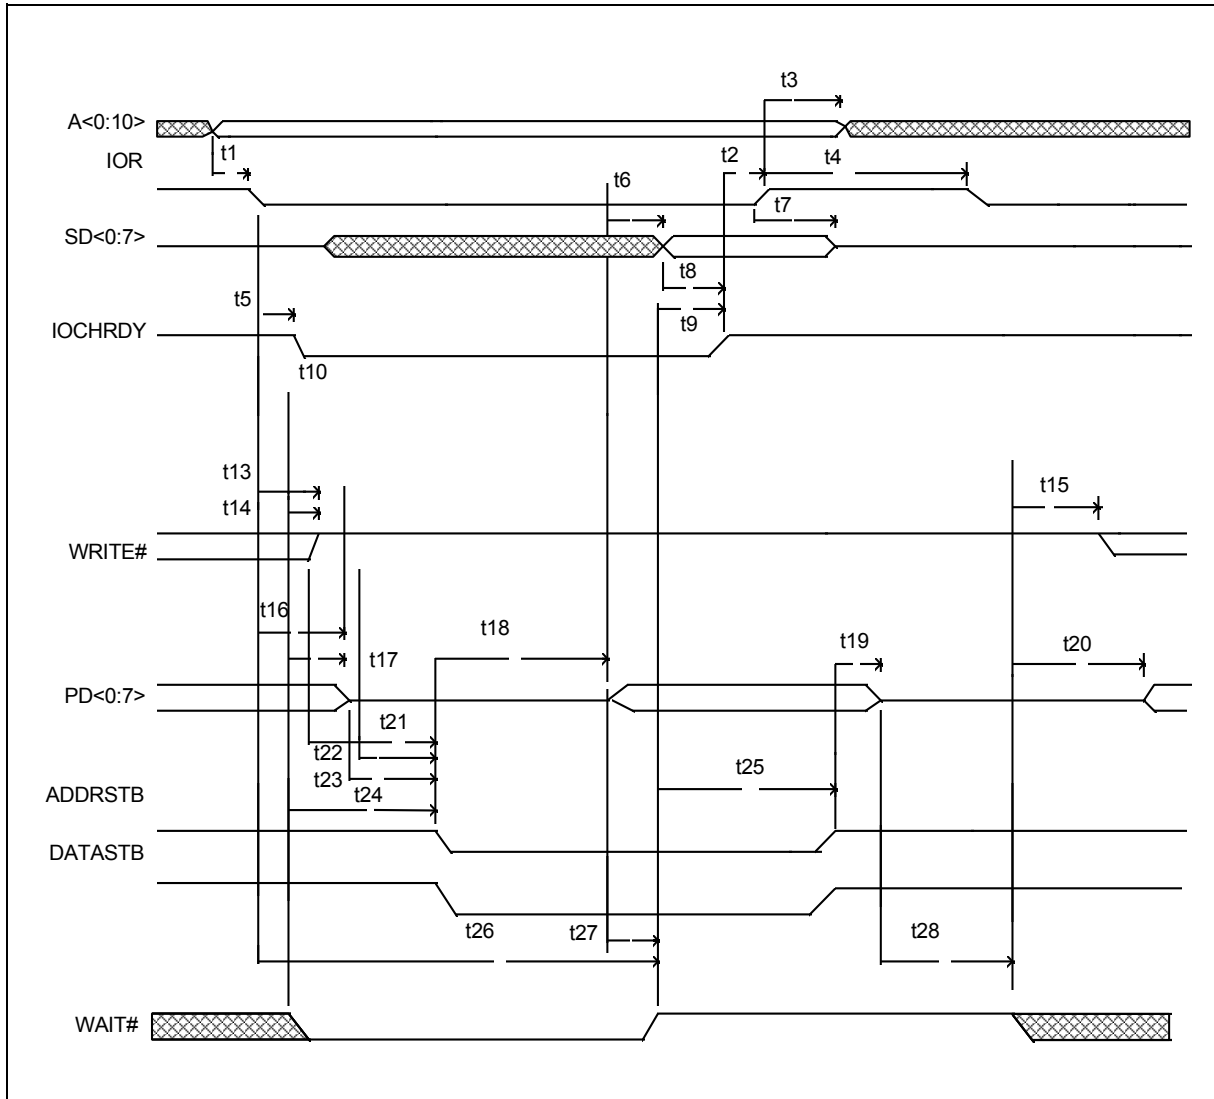 t3
A<0:10>
IOR
t1
t2
t4
t6
t7
SD<0:7>
t8
t5
t9
IOCHRDY
t10
t13
t14
t15
WRITE#
t16
t17
t18
t19
t20
PD<0:7>
t21
t22
t23
t24
t25
ADDRSTB
DATASTB
t26
t27
t28
WAIT#